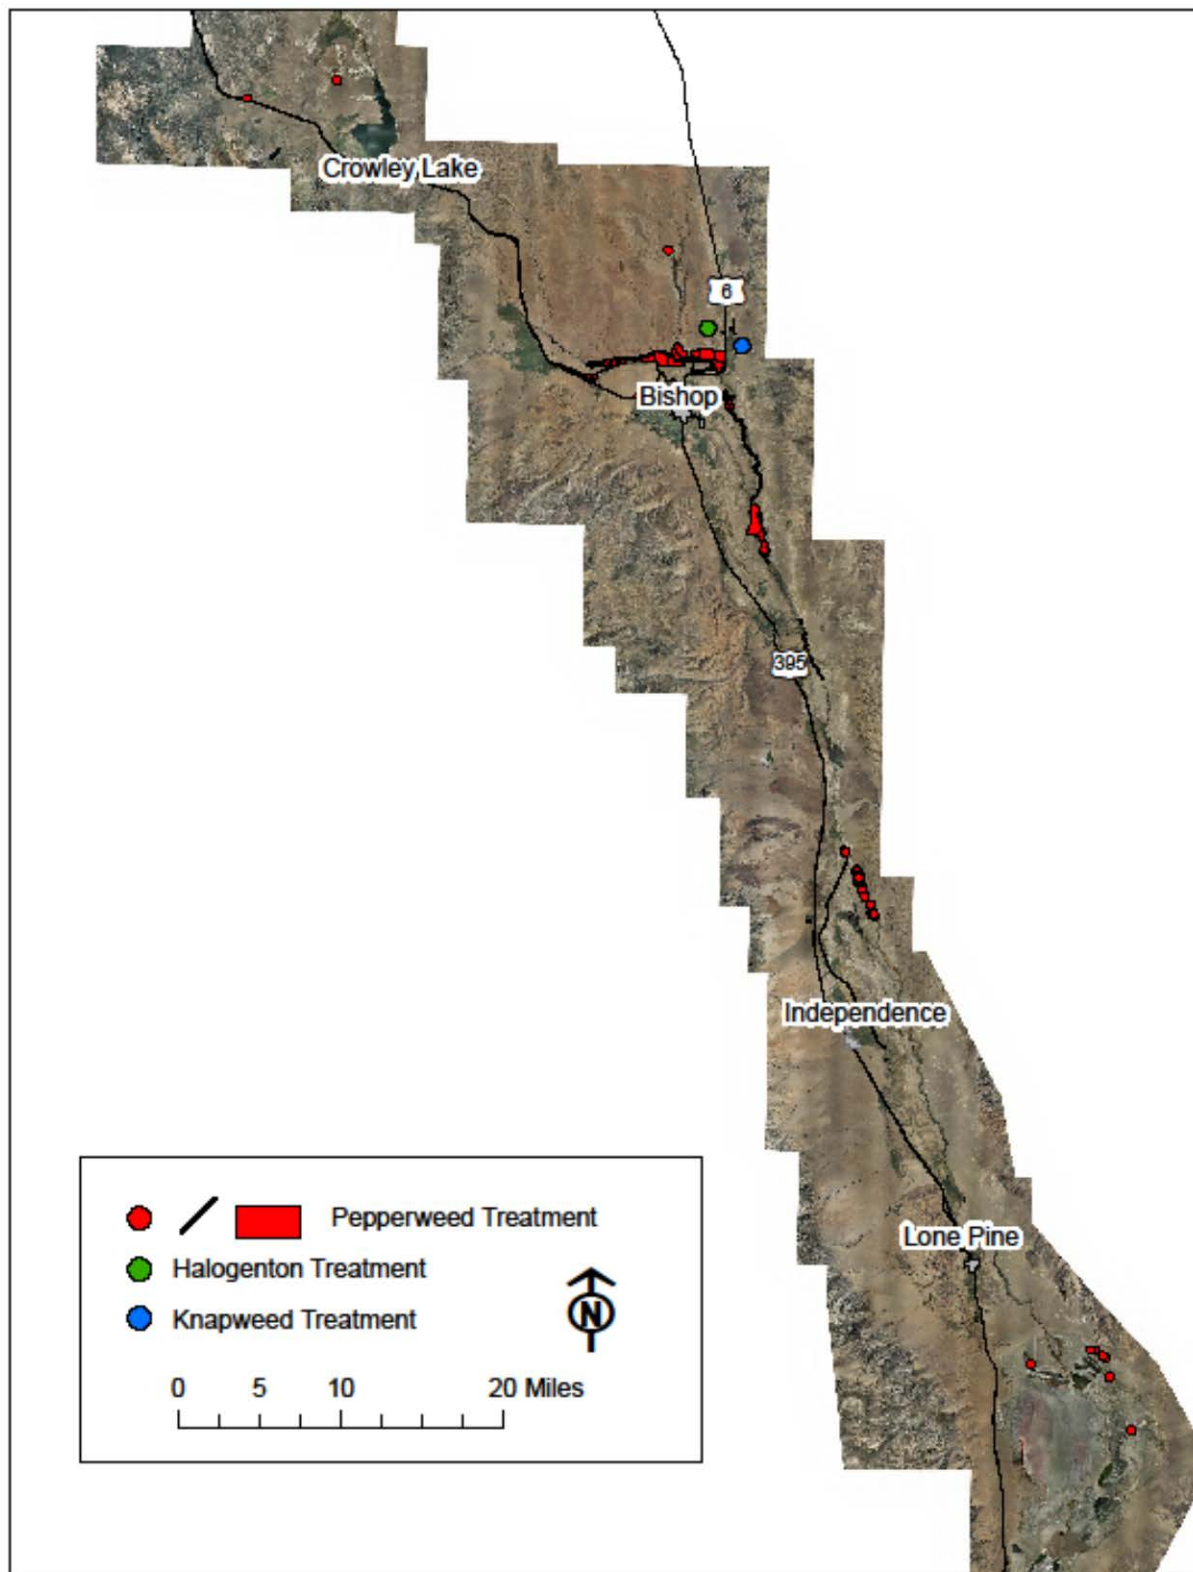 Crowley Lake
6
Bishop
395
Independence
Lone Pine
Pepperweed Treatment
Halogenton Treatment
Knapweed Treatment
N
0 5 10 20 Miles